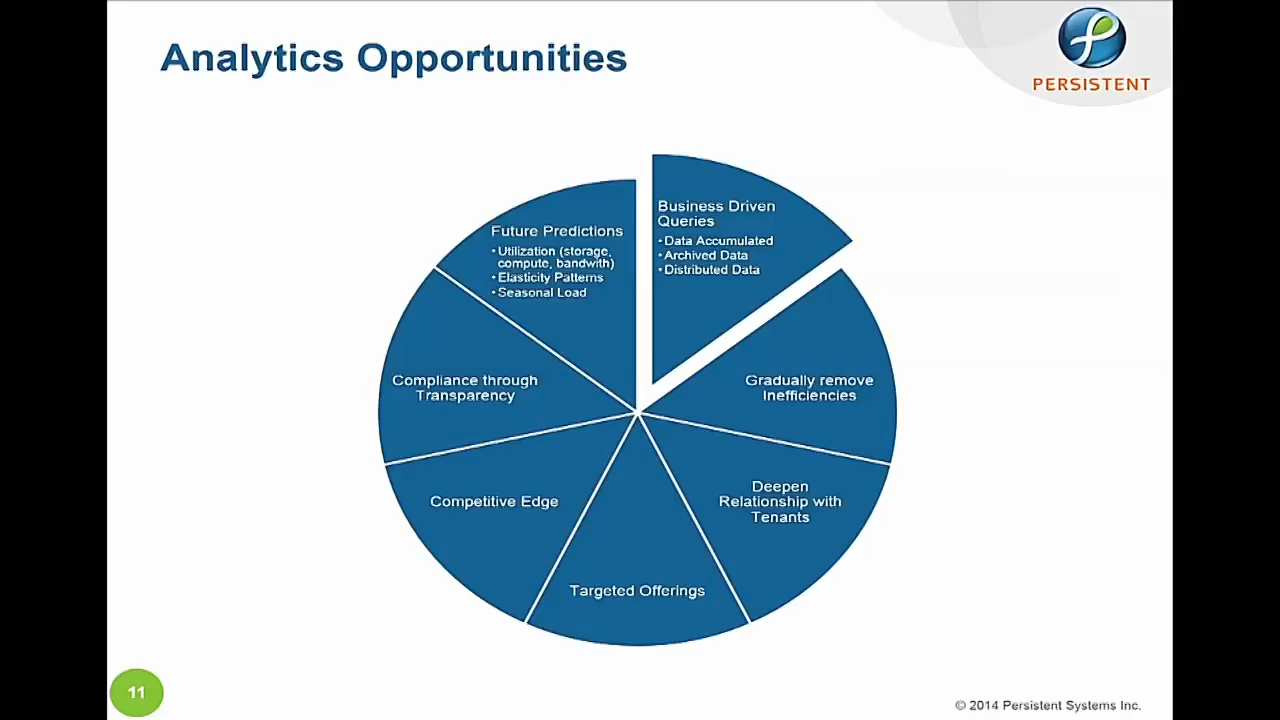 Analytics Opportunities
PERSISTENT
Business Driven
Queries
•Data Accumulated
•Archived Data
•Distributed Data
Gradually remove
Inefficiencies
Deepen
Relationship with
Tenants
Targeted Offerings
Competitive Edge
Compliance through
Transparency
Future Predictions
•Utilization (storage,
compute, bandwith)
•Elasticity Patterns
•Seasonal Load
11
© 2014 Persistent Systems Inc.